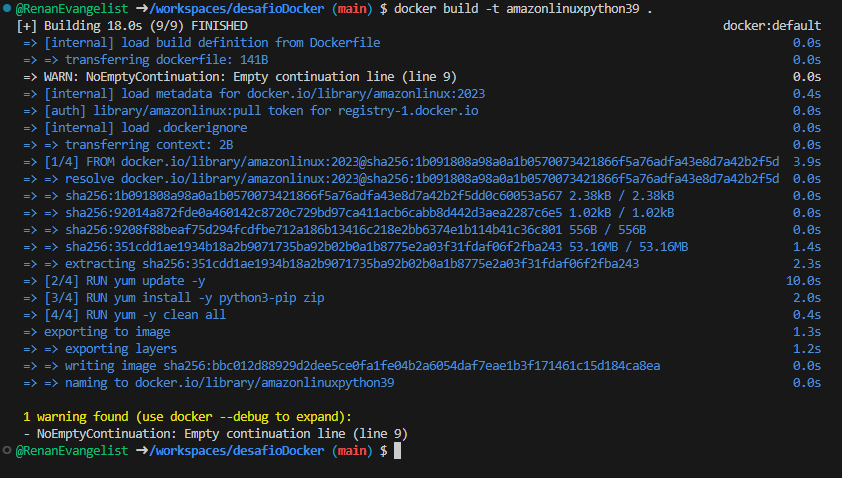 @RenanEvangelist ➜/workspaces/desafioDocker (main) $ docker build -t amazonlinuxpython39 .
[+] Building 18.0s (9/9) FINISHED docker:default
=> [internal] load build definition from Dockerfile 0.0s
=> => transferring dockerfile: 141B 0.0s
=> WARN: NoEmptyContinuation: Empty continuation line (line 9) 0.0s
=> [internal] load metadata for docker.io/library/amazonlinux:2023 0.4s
=> [auth] library/amazonlinux:pull token for registry-1.docker.io 0.0s
=> [internal] load .dockerignore 0.0s
=> => transferring context: 2B 0.0s
=> [1/4] FROM docker.io/library/amazonlinux:2023@sha256:1b091808a98a0a1b0570073421866f5a76adfa43e8d7a42b2f5d 3.9s
=> => resolve docker.io/library/amazonlinux:2023@sha256:1b091808a98a0a1b0570073421866f5a76adfa43e8d7a42b2f5d 0.0s
=> => sha256:1b091808a98a0a1b0570073421866f5a76adfa43e8d7a42b2f5dd0c60053a567 2.38kB / 2.38kB 0.0s
=> => sha256:92014a872fde0a460142c8720c729bd97ca411acb6cabb8d442d3aea2287c6e5 1.02kB / 1.02kB 0.0s
=> => sha256:9208f88beaf75d294fcdfbe712a186b13416c218e2bb6374e1b114b41c36c801 556B / 556B 0.0s
=> => sha256:351cdd1ae1934b18a2b9071735ba92b02b0a1b8775e2a03f31fdaf06f2fba243 53.16MB / 53.16MB 1.4s
=> => extracting sha256:351cdd1ae1934b18a2b9071735ba92b02b0a1b8775e2a03f31fdaf06f2fba243 2.3s
=> [2/4] RUN yum update -y 10.0s
=> [3/4] RUN yum install -y python3-pip zip 2.0s
=> [4/4] RUN yum -y clean all 0.4s
=> exporting to image 1.3s
=> => exporting layers 1.2s
=> => writing image sha256:bbc012d88929d2dee5ce0fa1fe04b2a6054daf7eae1b3f171461c15d184ca8ea 0.0s
=> => naming to docker.io/library/amazonlinuxpython39 0.0s
1 warning found (use docker --debug to expand):
- NoEmptyContinuation: Empty continuation line (line 9)
@RenanEvangelist ➜/workspaces/desafioDocker (main) $